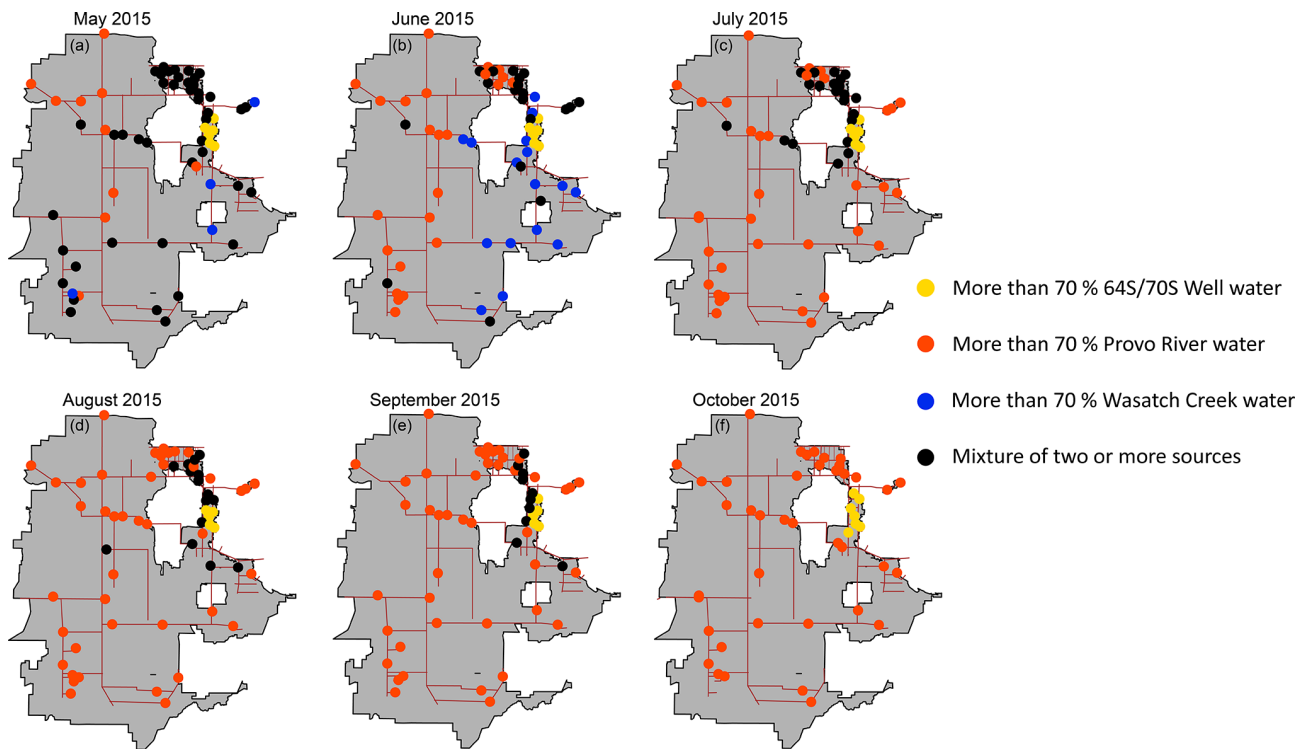 May 2015
June 2015
July 2015
(a)
(b)
(c)
More than 70 % 64S/70S Well water
More than 70 % Provo River water
August 2015
September 2015
October 2015
More than 70 % Wasatch Creek water
(d)
(e)
(f)
Mixture of two or more sources